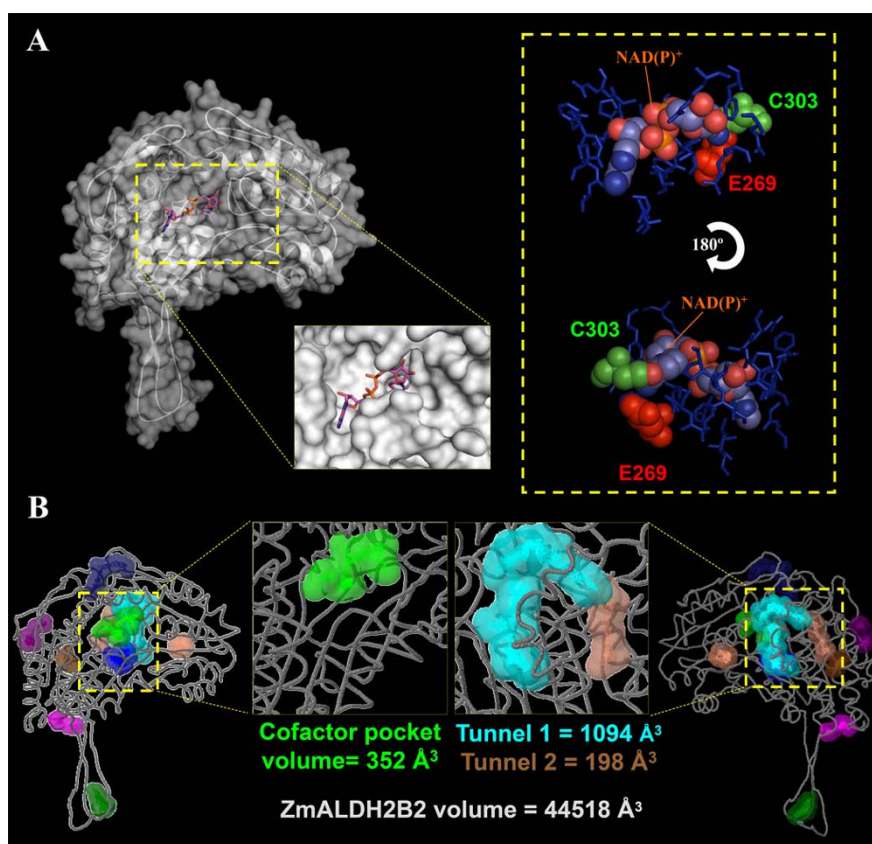 A
NAD(P)+
C303
E269
180º
NAD(P)+
C303
E269
B
Cofactor pocket
volume= 352 Å3
Tunnel 1 = 1094 Å3
Tunnel 2 = 198 Å3
ZmALDH2B2 volume = 44518 Å3